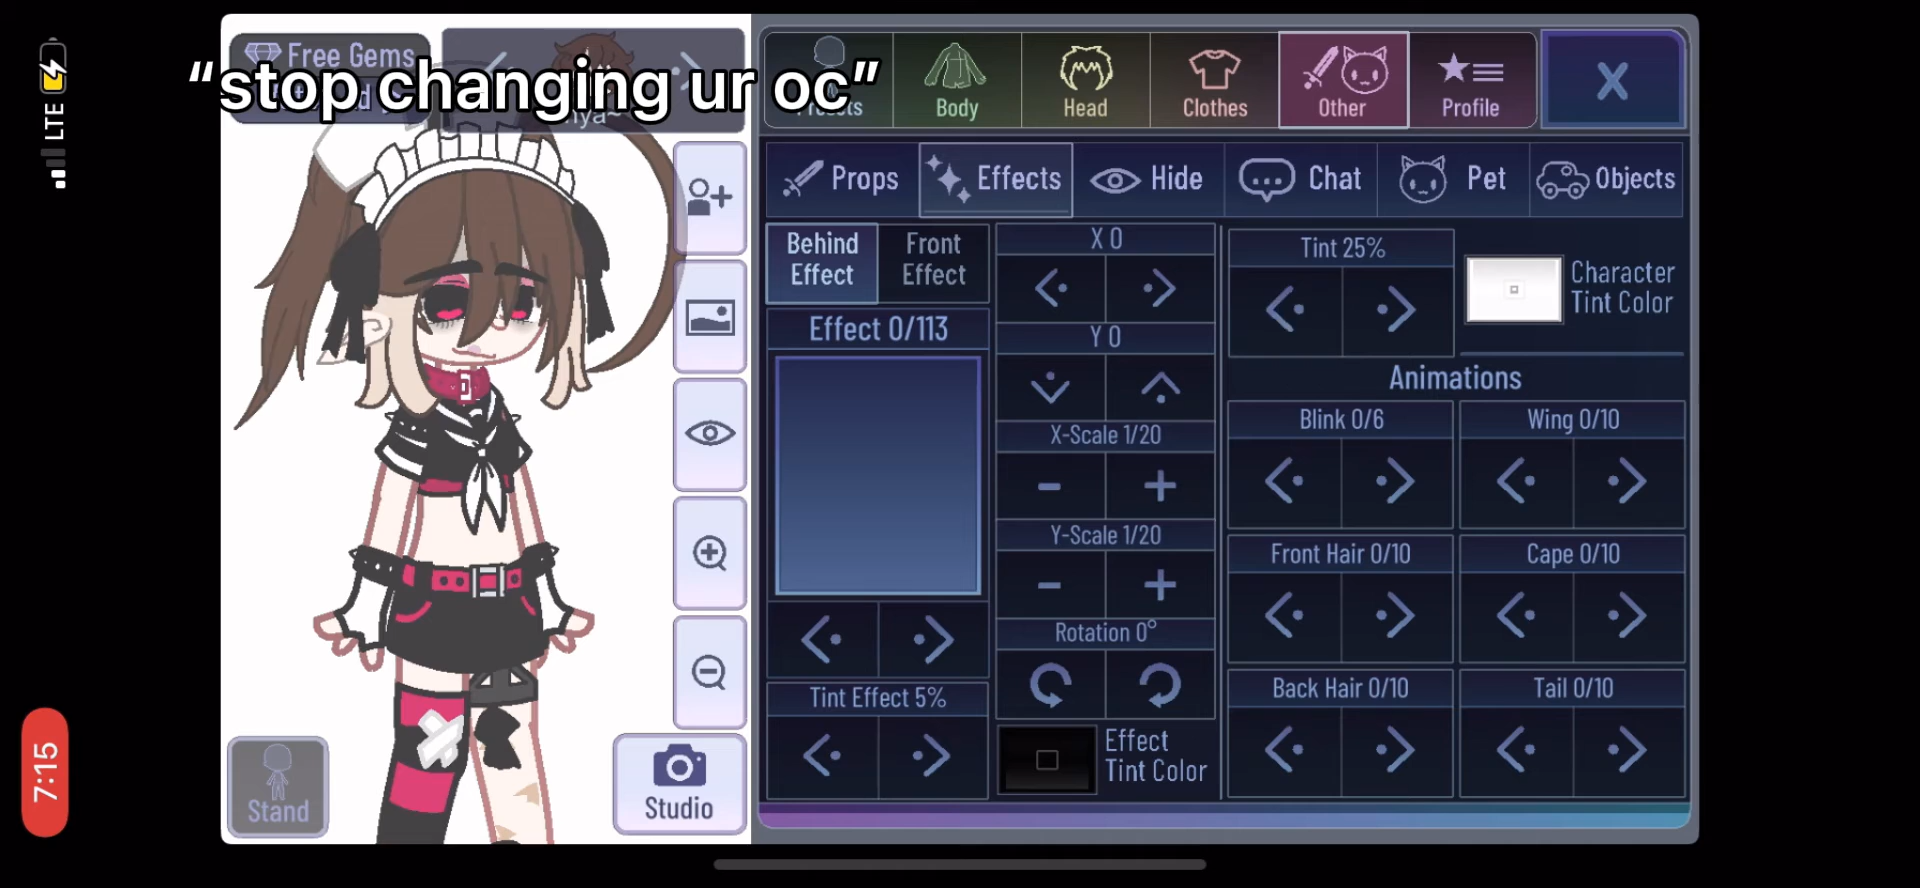 Free Gems
"stop changing ur oc"
nya~
Presets
Body
Head
Clothes
Other
Profile
X
Props
Effects
Hide
Chat
Pet
Objects
Behind
Effect
Front
Effect
X 0
Tint 25%
Character
Tint Color
Effect 0/113
Y 0
Animations
X-Scale 1/20
Blink 0/6
Wing 0/10
Y-Scale 1/20
Front Hair 0/10
Cape 0/10
Rotation 0°
Tint Effect 5%
Back Hair 0/10
Tail 0/10
Effect
Tint Color
Stand
Studio
LTE
7:15